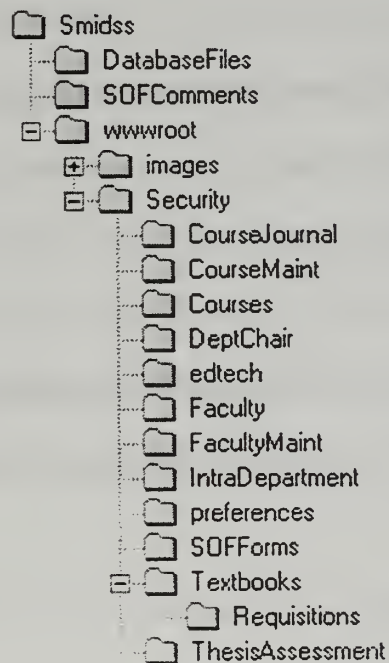 Smidss
DatabaseFiles
SOFComments
wwwroot
images
Security
CourseJournal
CourseMaint
Courses
DeptChair
edtech
Faculty
FacultyMaint
IntraDepartment
preferences
SOFForms
Textbooks
Requisitions
ThesisAssessment